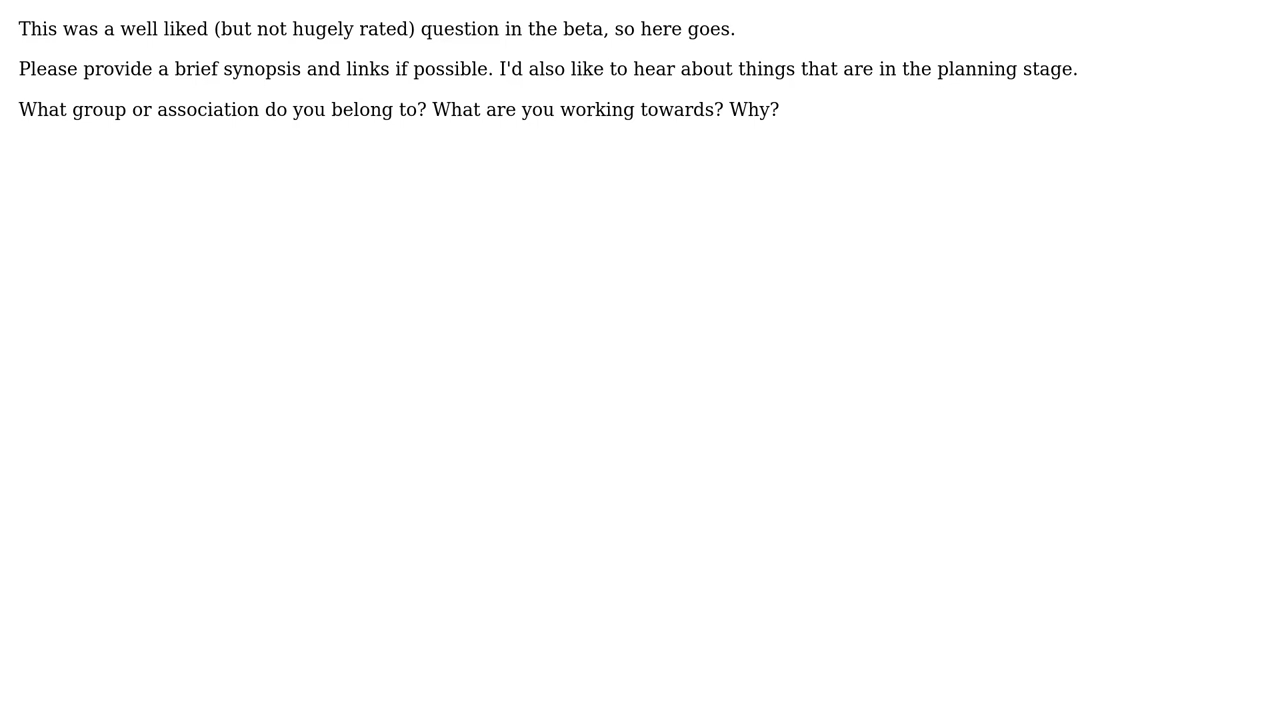 This was a well liked (but not hugely rated) question in the beta, so here goes.
Please provide a brief synopsis and links if possible. I'd also like to hear about things that are in the planning stage.
What group or association do you belong to? What are you working towards? Why?